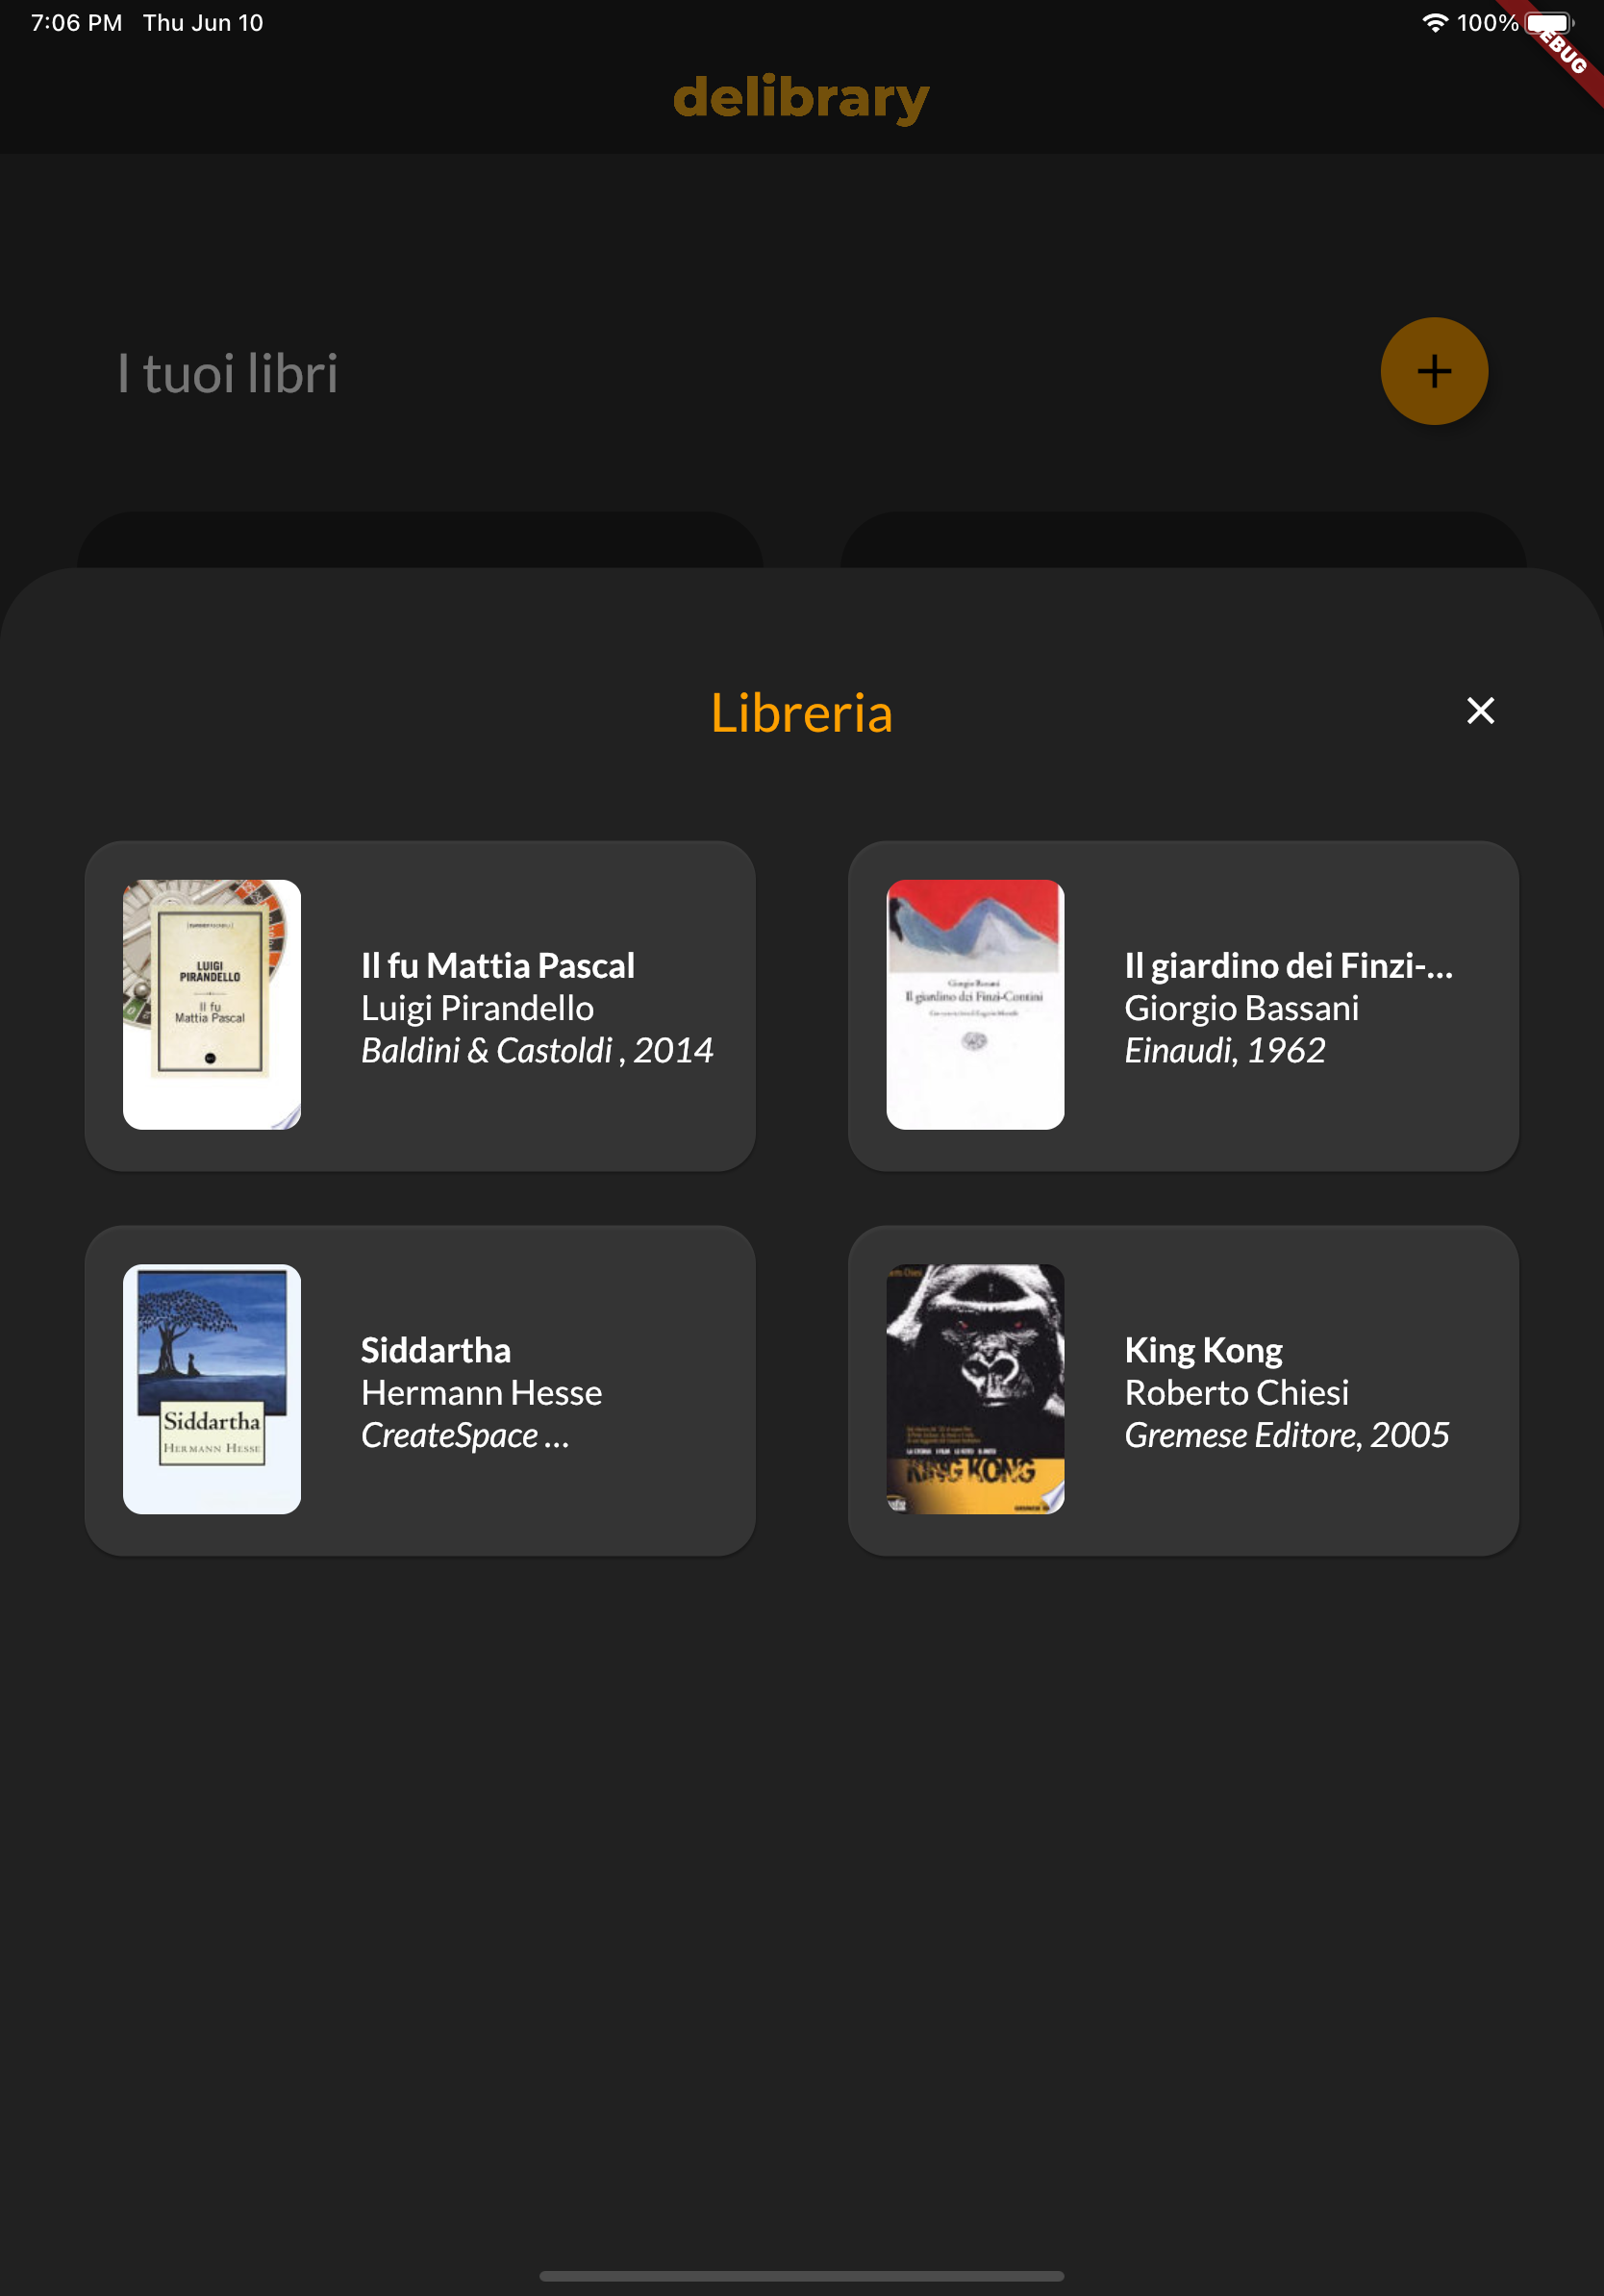 7:06 PM Thu Jun 10
100%
EBUG
delibrary
I tuoi libri
Libreria
LUIGI
PIRANDELLO
Il fu
Mattia Pascal
Il fu Mattia Pascal
Luigi Pirandello
Baldini & Castoldi , 2014
Giorgio Bassani
Il giardino dei Finzi-Contini
Il giardino dei Finzi-...
Giorgio Bassani
Einaudi, 1962
Siddartha
HERMANN HESSE
Siddartha
Hermann Hesse
CreateSpace ...
KING KONG
King Kong
Roberto Chiesi
Gremese Editore, 2005